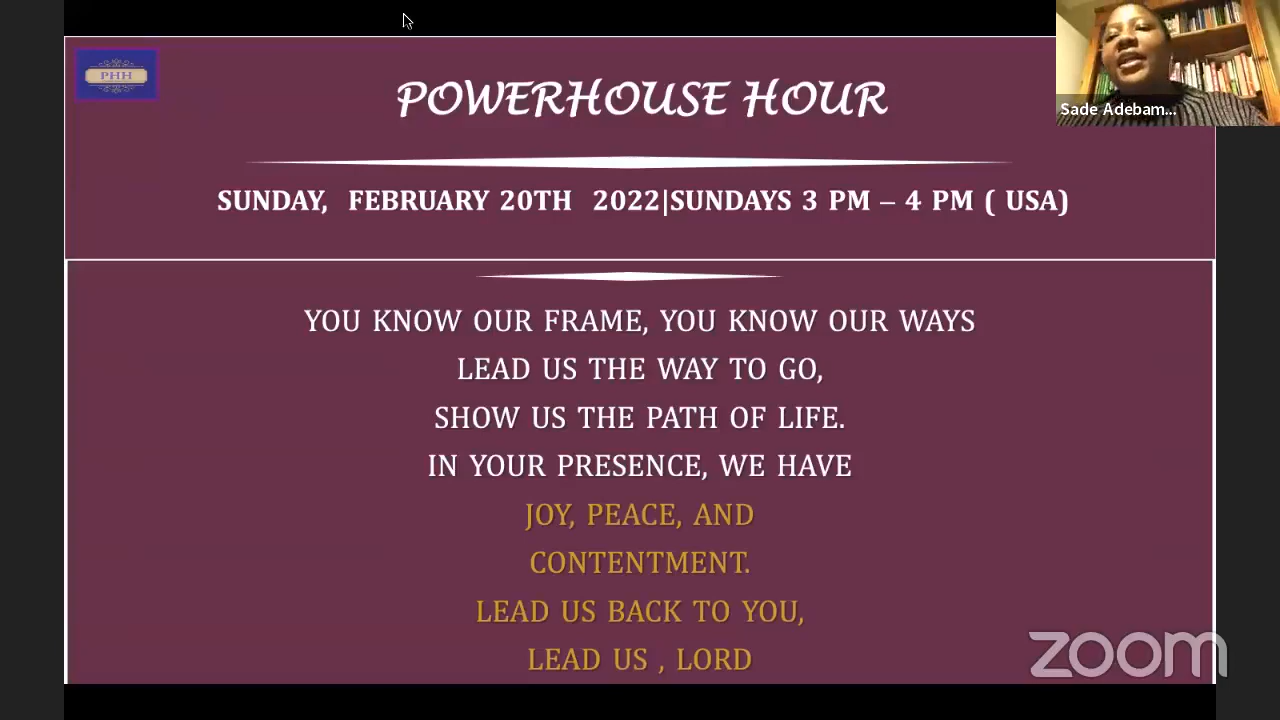 PHH
POWERHOUSE HOUR
Sade Adebam...
SUNDAY, FEBRUARY 20TH 2022|SUNDAYS 3 PM – 4 PM ( USA)
YOU KNOW OUR FRAME, YOU KNOW OUR WAYS
LEAD US THE WAY TO GO,
SHOW US THE PATH OF LIFE.
IN YOUR PRESENCE, WE HAVE
JOY, PEACE, AND
CONTENTMENT.
LEAD US BACK TO YOU,
LEAD US , LORD
zoom